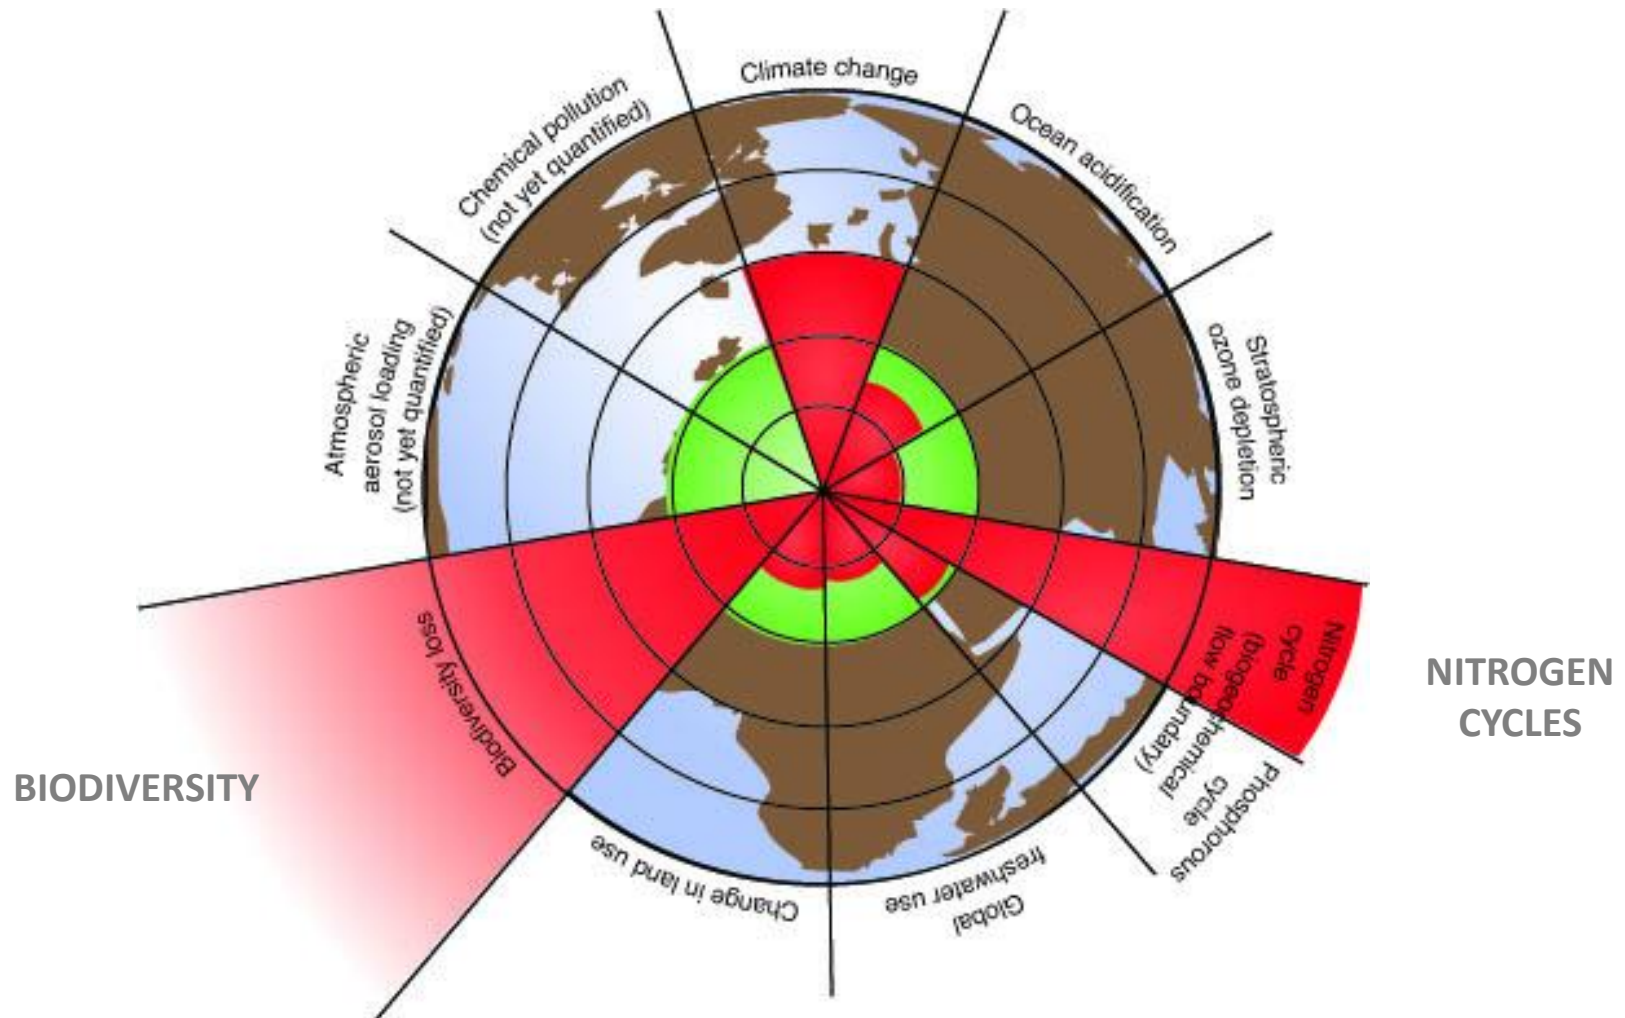 Climate change
Ocean acidification
Stratospheric
ozone depletion
Nitrogen
cycle
(biogeochemical
flow boundary)
Phosphorous
cycle
Global
freshwater use
Change in land use
Biodiversity loss
Atmospheric
aerosol loading
(not yet quantified)
Chemical pollution
(not yet quantified)
NITROGEN
CYCLES
BIODIVERSITY